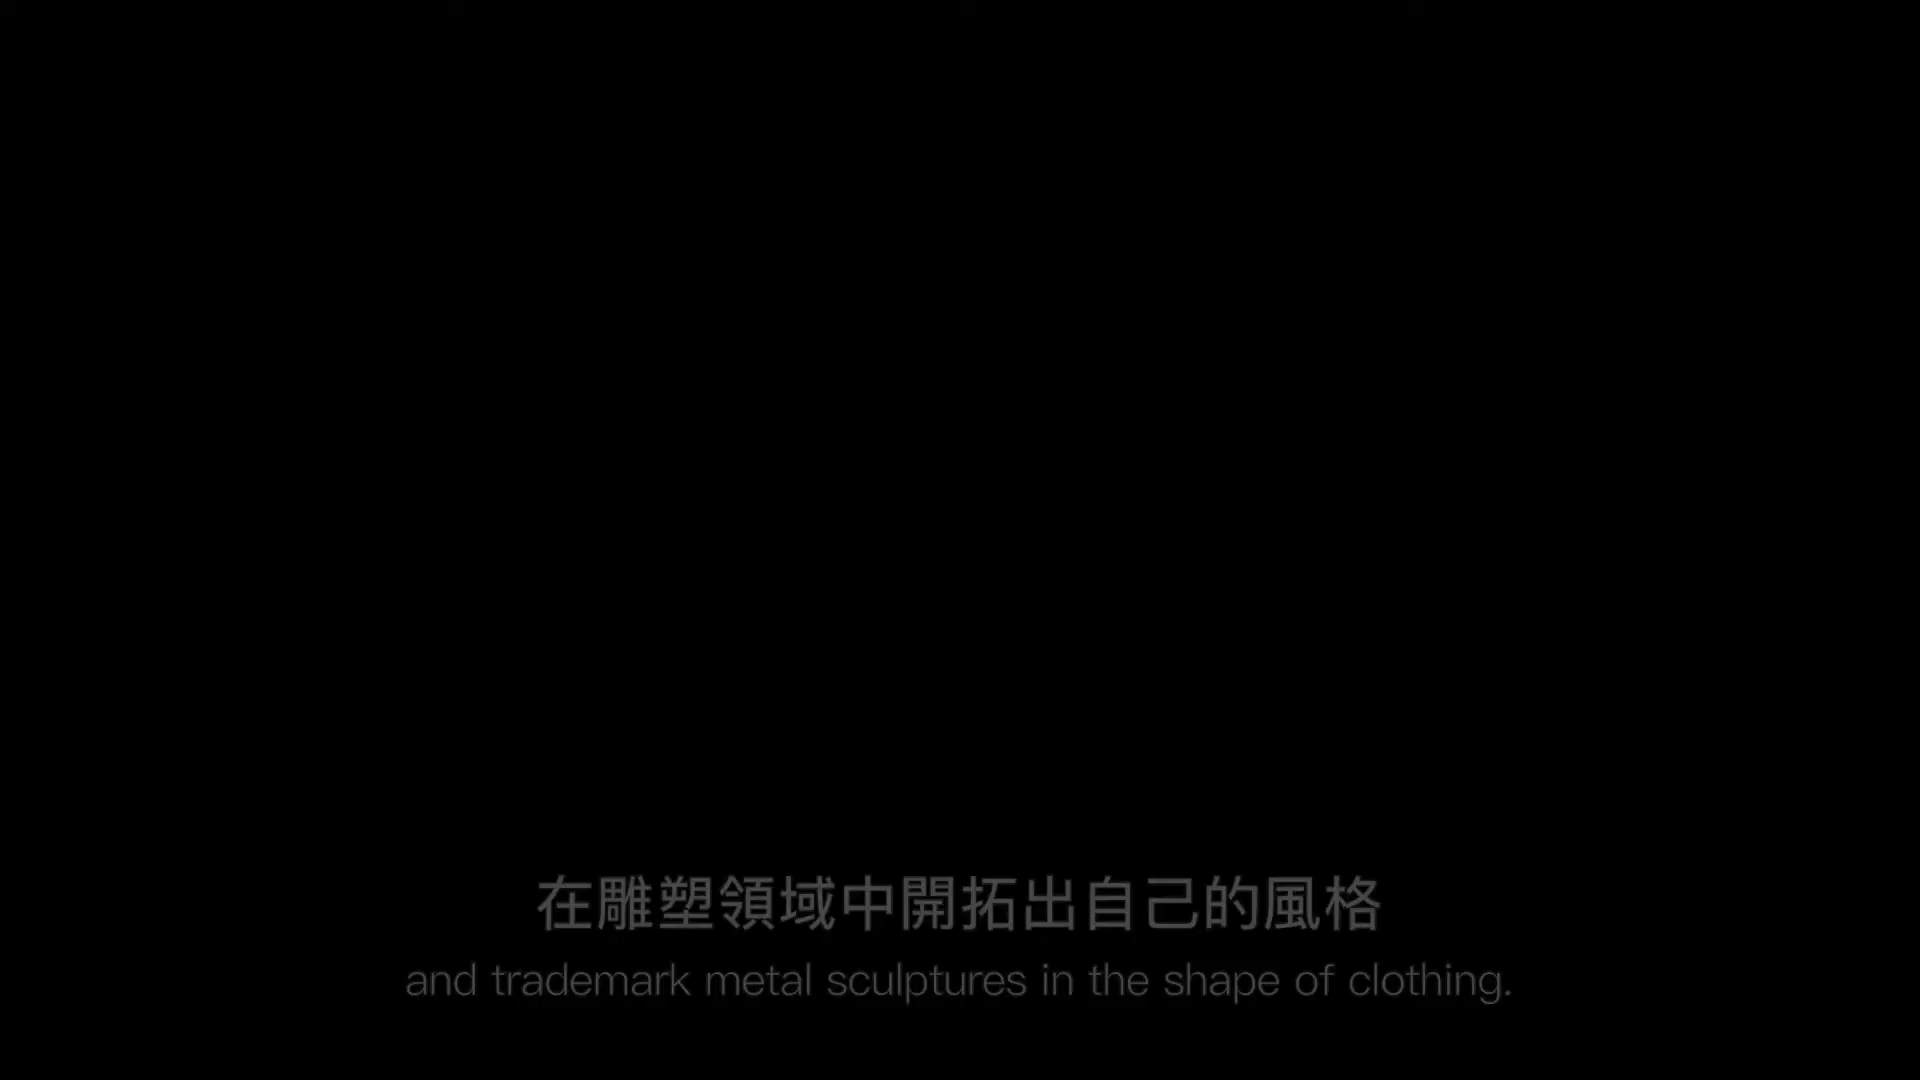 在雕塑領域中開拓出自己的風格
and trademark metal sculptures in the shape of clothing.